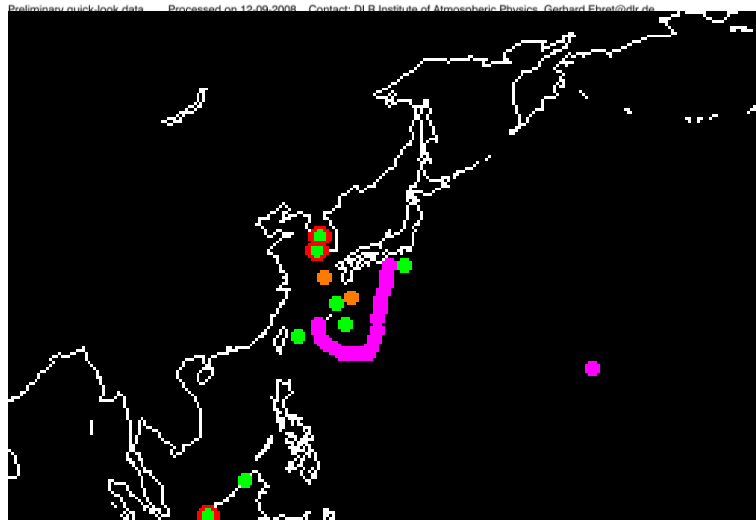 Preliminary quick-look data Processed on 12-09-2008 Contact: DLR Institute of Atmospheric Physics, Gerhard.Ehret@dlr.de